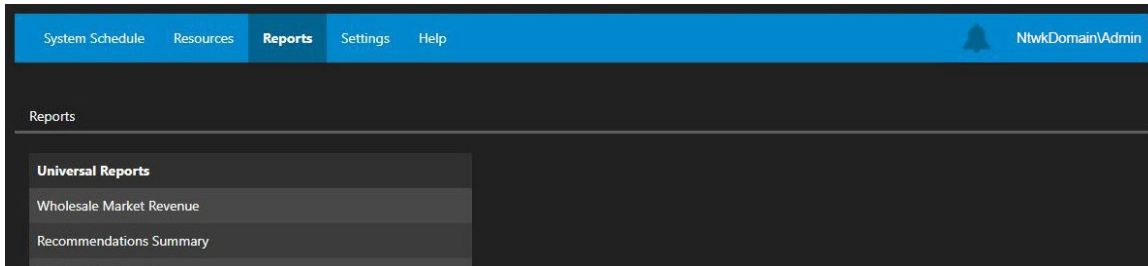 System Schedule Resources Reports Settings Help NtwkDomain\Admin
Reports
Universal Reports
Wholesale Market Revenue
Recommendations Summary